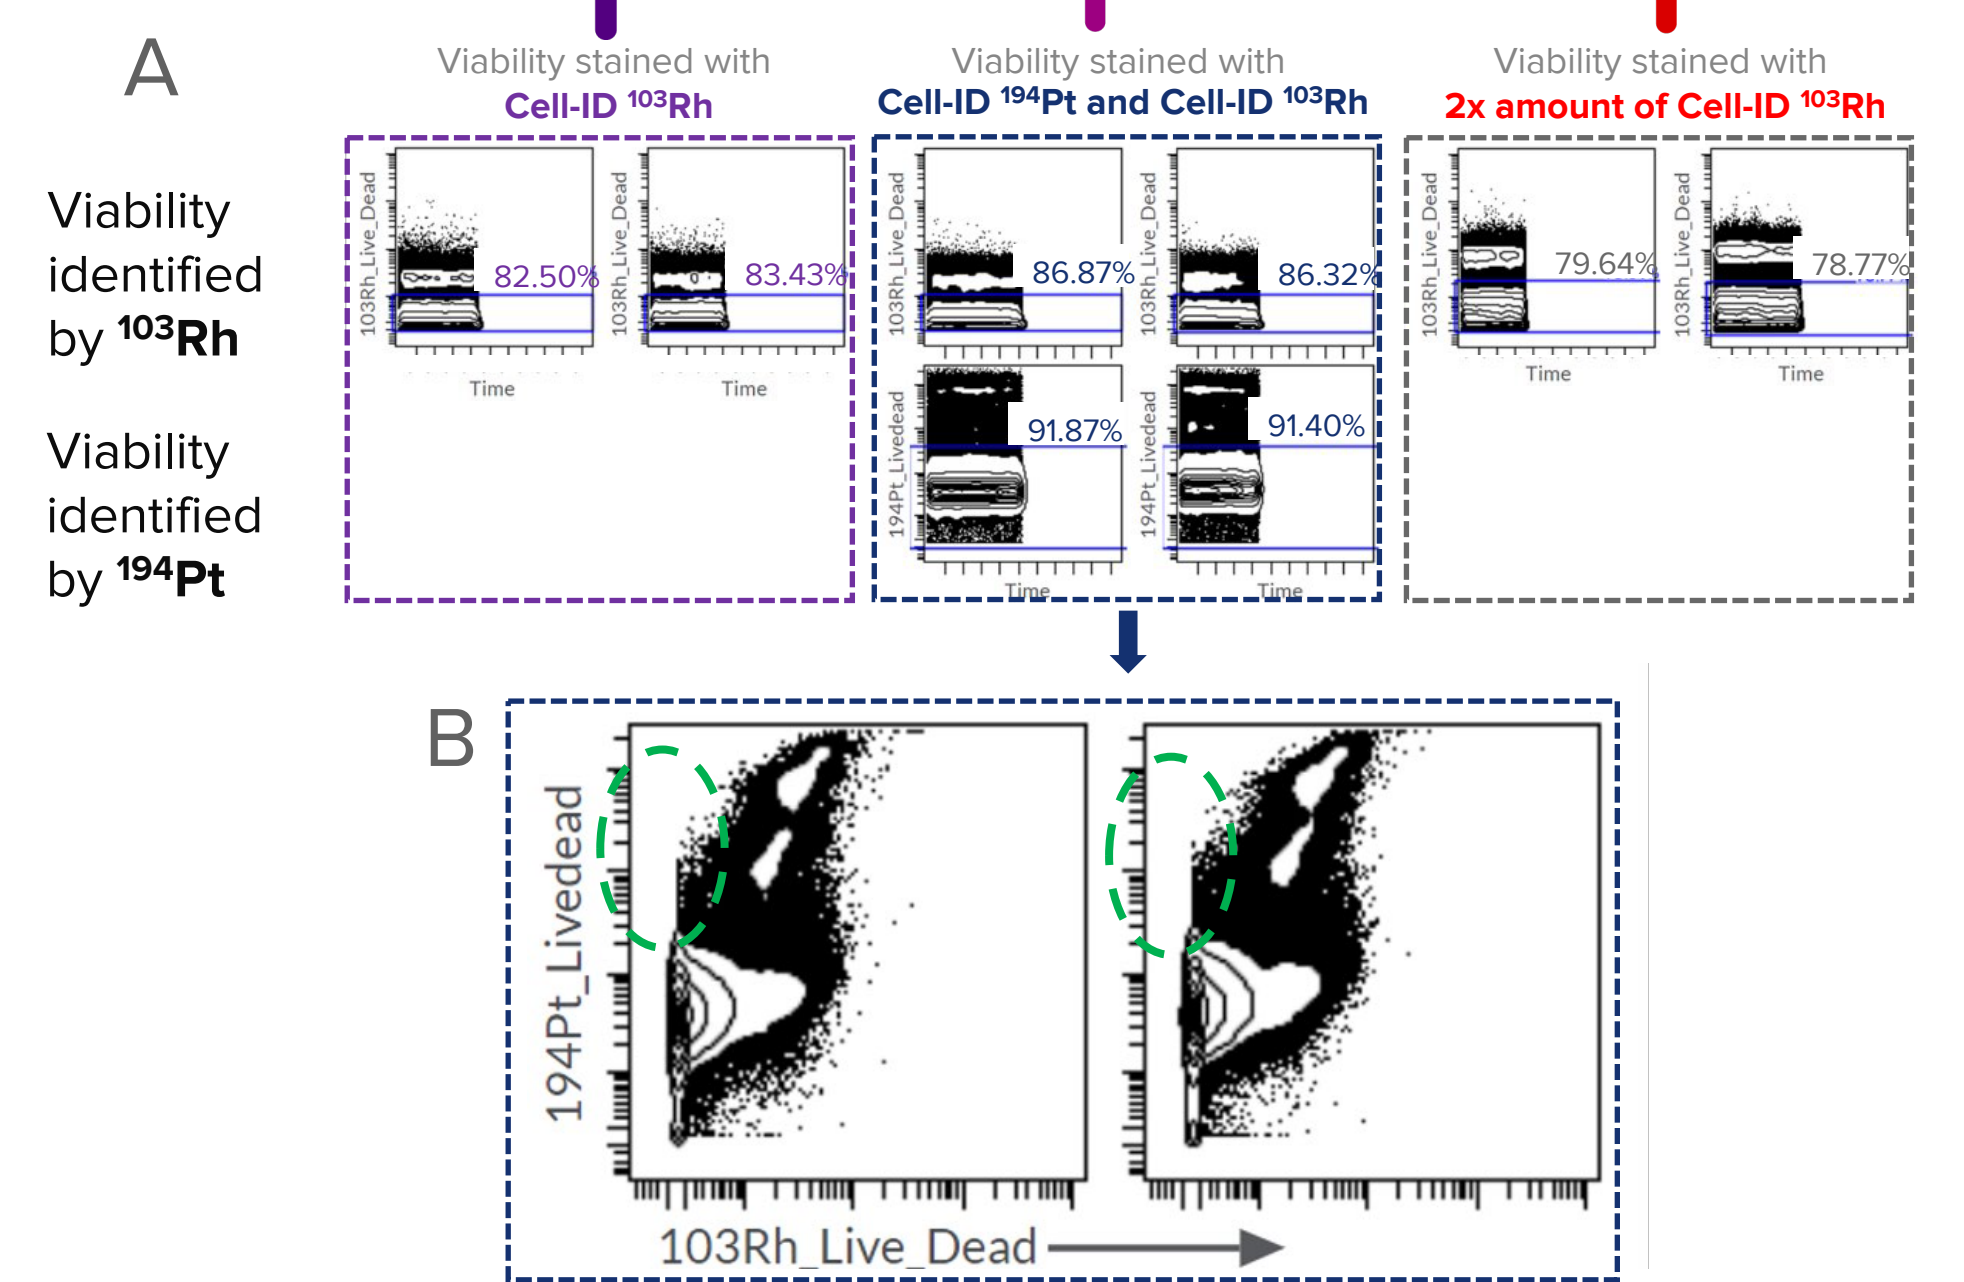 A
Viability stained with
Cell-ID ¹⁰³Rh
Viability stained with
Cell-ID ¹⁹⁴Pt and Cell-ID ¹⁰³Rh
Viability stained with
2x amount of Cell-ID ¹⁰³Rh
Viability
identified
by ¹⁰³Rh
103Rh_Live_Dead
82.50%
Time
103Rh_Live_Dead
83.43%
Time
103Rh_Live_Dead
86.87%
103Rh_Live_Dead
86.32%
103Rh_Live_Dead
79.64%
Time
103Rh_Live_Dead
78.77%
Time
Viability
identified
by ¹⁹⁴Pt
194Pt_Livedead
91.87%
Time
194Pt_Livedead
91.40%
Time
B
194Pt_Livedead
103Rh_Live_Dead